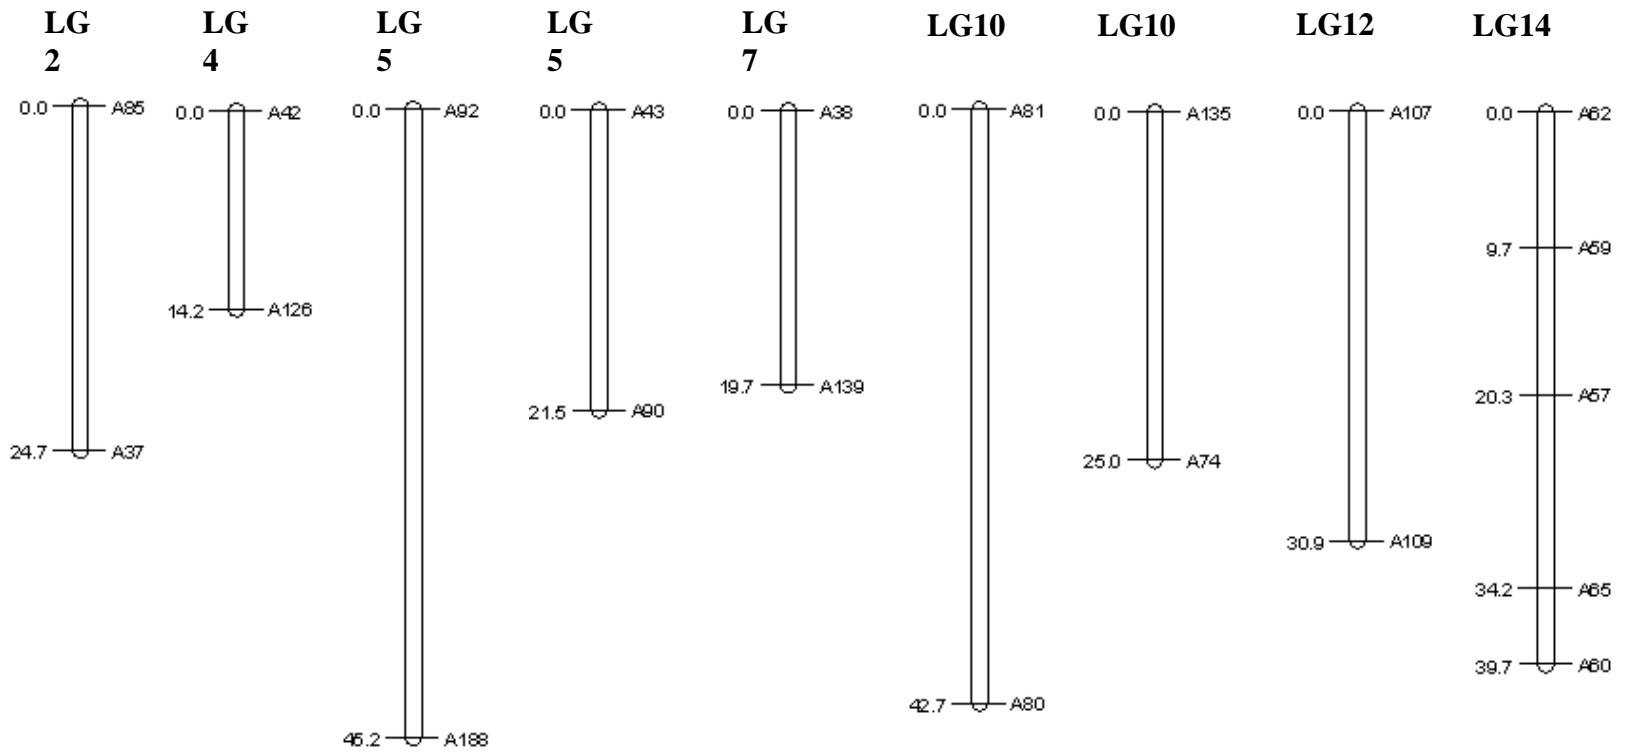 LG 2
LG 4
LG 5
LG 5
LG 7
LG10
LG10
LG12
LG14
0.0 A85
24.7 A37
0.0 A42
14.2 A126
0.0 A92
45.2 A188
0.0 A43
21.5 A90
0.0 A38
19.7 A139
0.0 A81
42.7 A80
0.0 A135
25.0 A74
0.0 A107
30.9 A109
0.0 A62
9.7 A59
20.3 A57
34.2 A65
39.7 A60